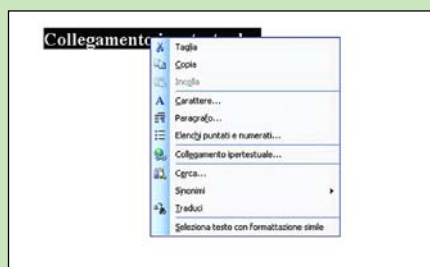 Collegamento
Taglia
Copia
Incolla
Carattere...
Paragrafo...
Elenchi puntati e numerati...
Collegamento ipertestuale...
Cerca...
Sinonimi
Traduci
Seleziona testo con formattazione simile